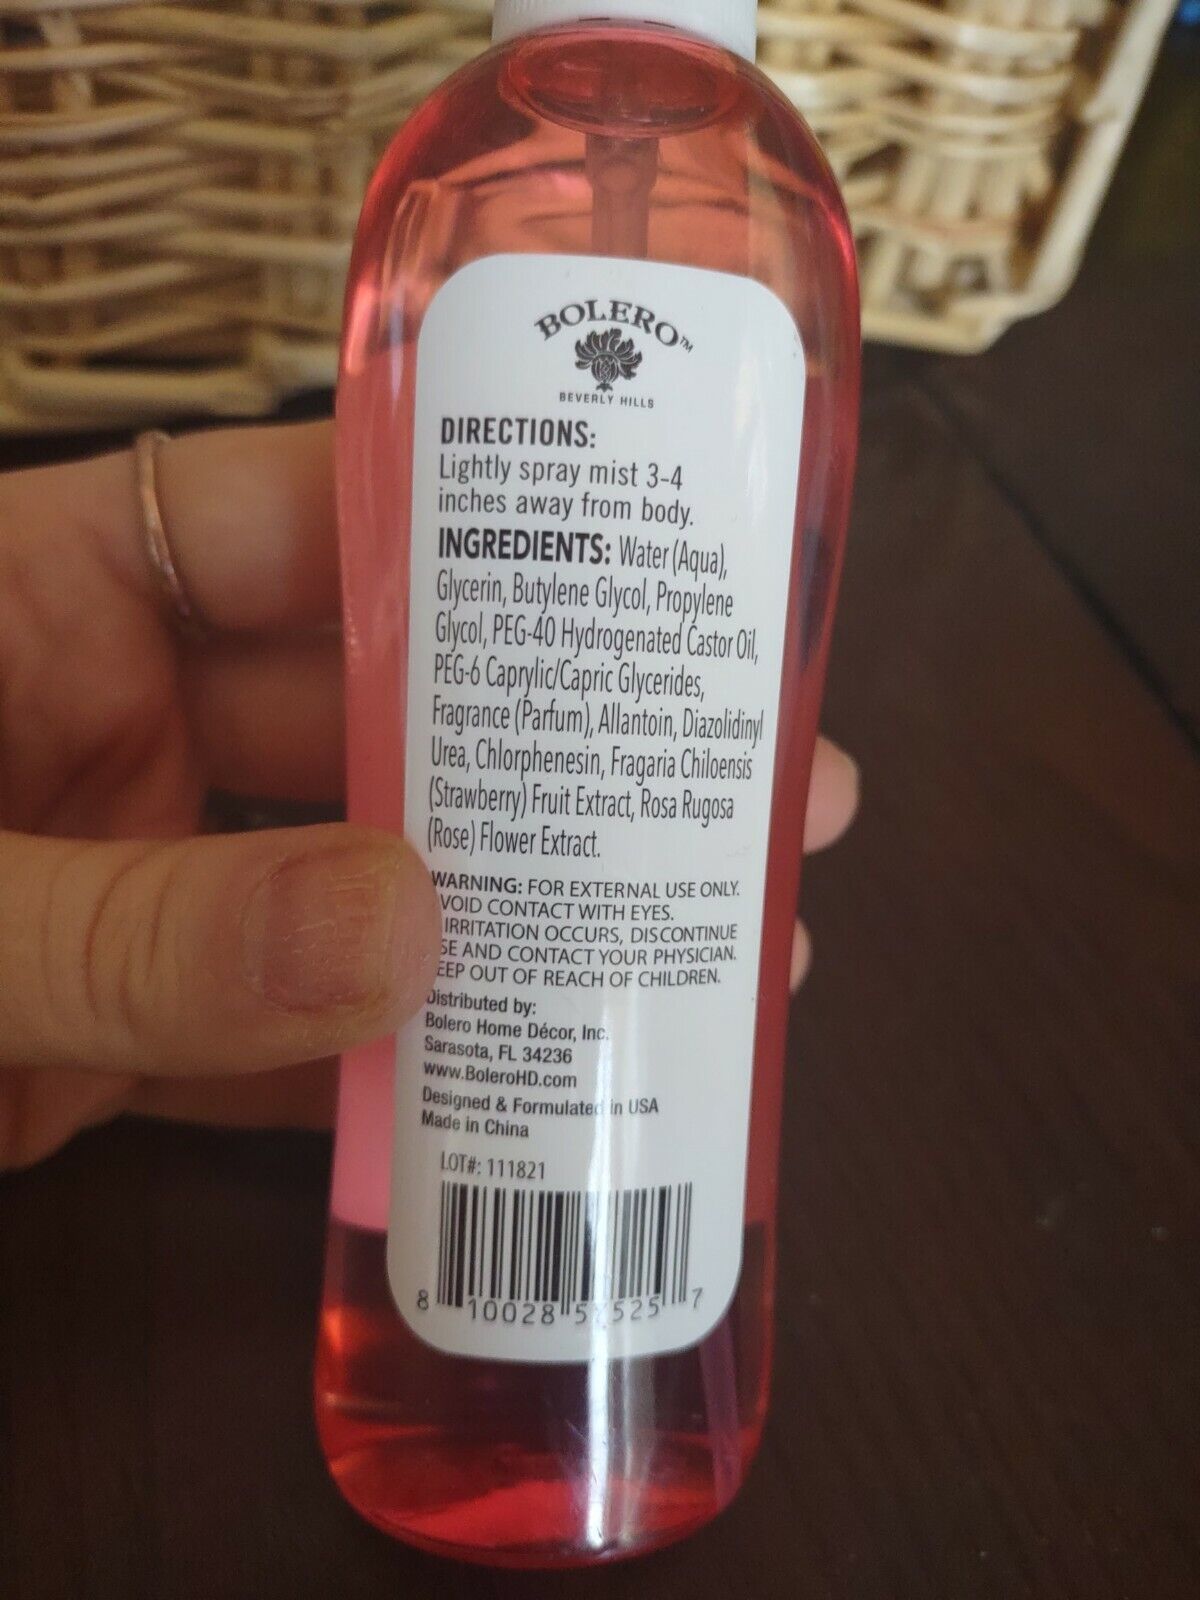 BOLERO™
BEVERLY HILLS
DIRECTIONS:
Lightly spray mist 3-4
inches away from body.
INGREDIENTS: Water (Aqua),
Glycerin, Butylene Glycol, Propylene
Glycol, PEG-40 Hydrogenated Castor Oil,
PEG-6 Caprylic/Capric Glycerides,
Fragrance (Parfum), Allantoin, Diazolidinyl
Urea, Chlorphenesin, Fragaria Chiloensis
(Strawberry) Fruit Extract, Rosa Rugosa
(Rose) Flower Extract.
WARNING: FOR EXTERNAL USE ONLY.
VOID CONTACT WITH EYES.
IRRITATION OCCURS, DISCONTINUE
SE AND CONTACT YOUR PHYSICIAN.
EEP OUT OF REACH OF CHILDREN.
Distributed by:
Bolero Home Décor, Inc.
Sarasota, FL 34236
www.BoleroHD.com
Designed & Formulated in USA
Made in China
LOT#: 111821
8 10028 7